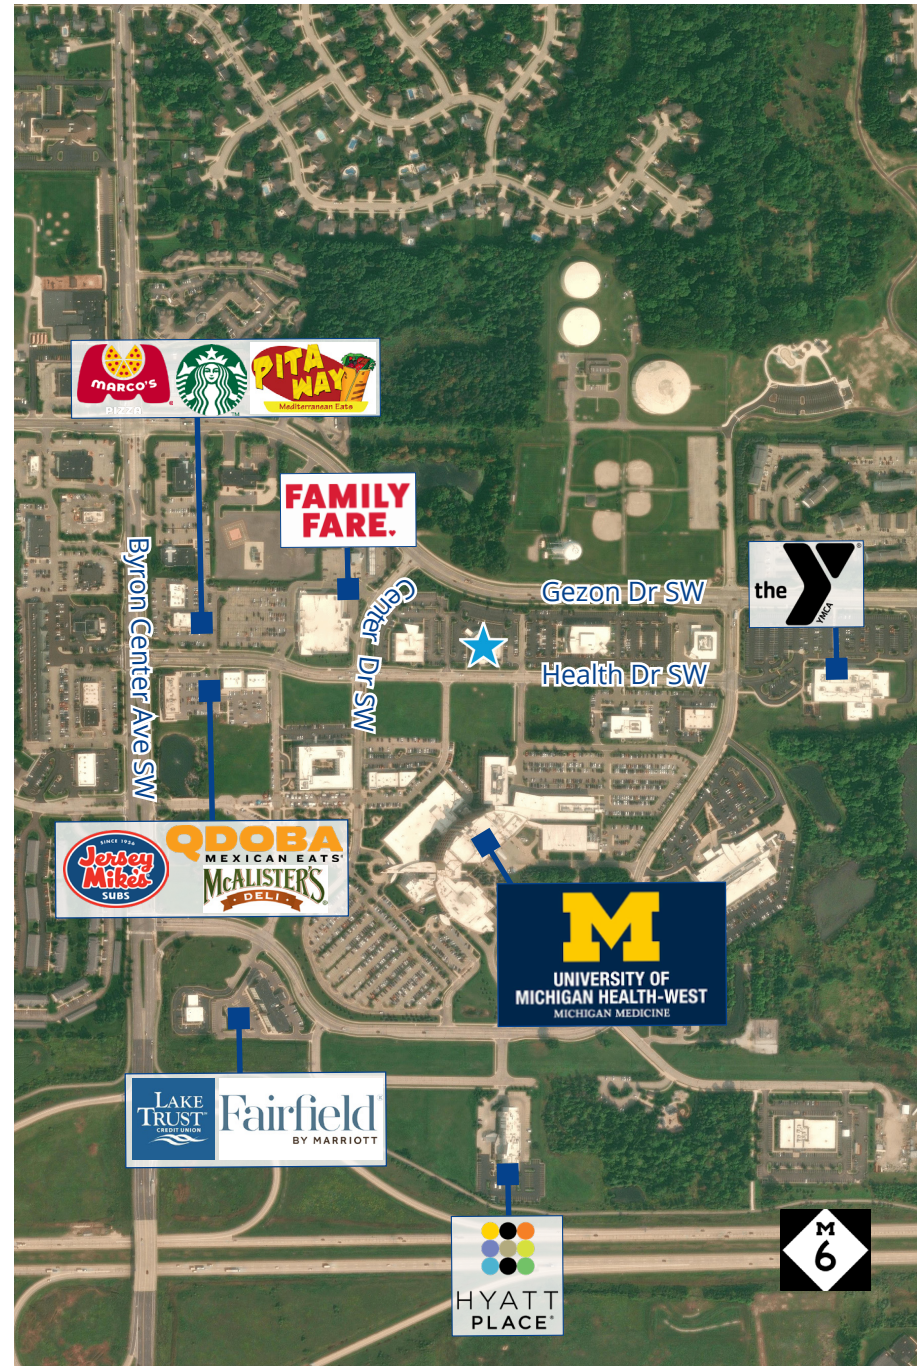 MARCO'S
PIZZA
PITA
WAY
Mediterranean Eats
FAMILY
FARE.
the
YMCA
Byron Center Ave SW
Center Dr SW
Gezon Dr SW
Health Dr SW
SINCE 1956
Jersey
Mike's
SUBS
QDOBA
MEXICAN EATS
McALISTER'S
DELI
M
UNIVERSITY OF
MICHIGAN HEALTH-WEST
MICHIGAN MEDICINE
LAKE
TRUST
CREDIT UNION
Fairfield
BY MARRIOTT
HYATT
PLACE
M
6